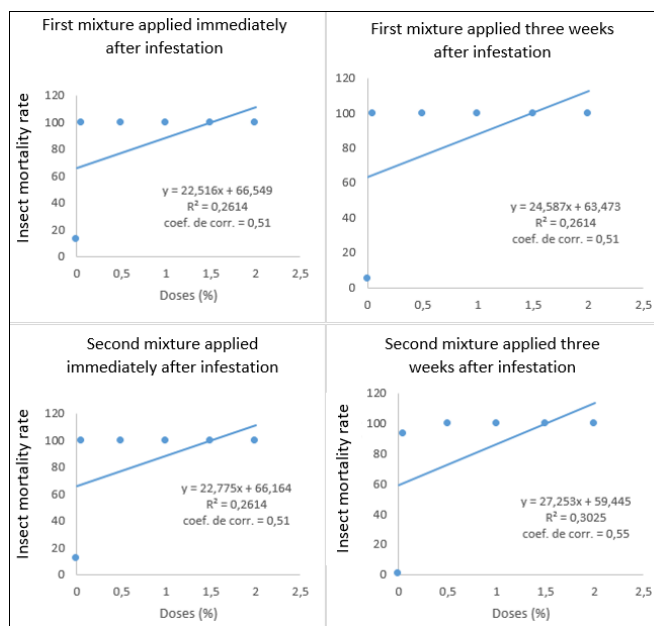 First mixture applied immediately
after infestation
Insect mortality rate
120
100
80
60
40
20
0
y = 22,516x + 66,549
R² = 0,2614
coef. de corr. = 0,51
0 0,5 1 1,5 2 2,5
Doses (%)
First mixture applied three weeks
after infestation
120
100
80
60
40
20
0
y = 24,587x + 63,473
R² = 0,2614
coef. de corr. = 0,51
0 0,5 1 1,5 2 2,5
Second mixture applied
immediately after infestation
Insect mortality rate
120
100
80
60
40
20
0
y = 22,775x + 66,164
R² = 0,2614
coef. de corr. = 0,51
0 0,5 1 1,5 2 2,5
Doses (%)
Second mixture applied three
weeks after infestation
Insect mortality rate
120
100
80
60
40
20
0
y = 27,253x + 59,445
R² = 0,3025
coef. de corr. = 0,55
0 0,5 1 1,5 2 2,5
Doses (%)